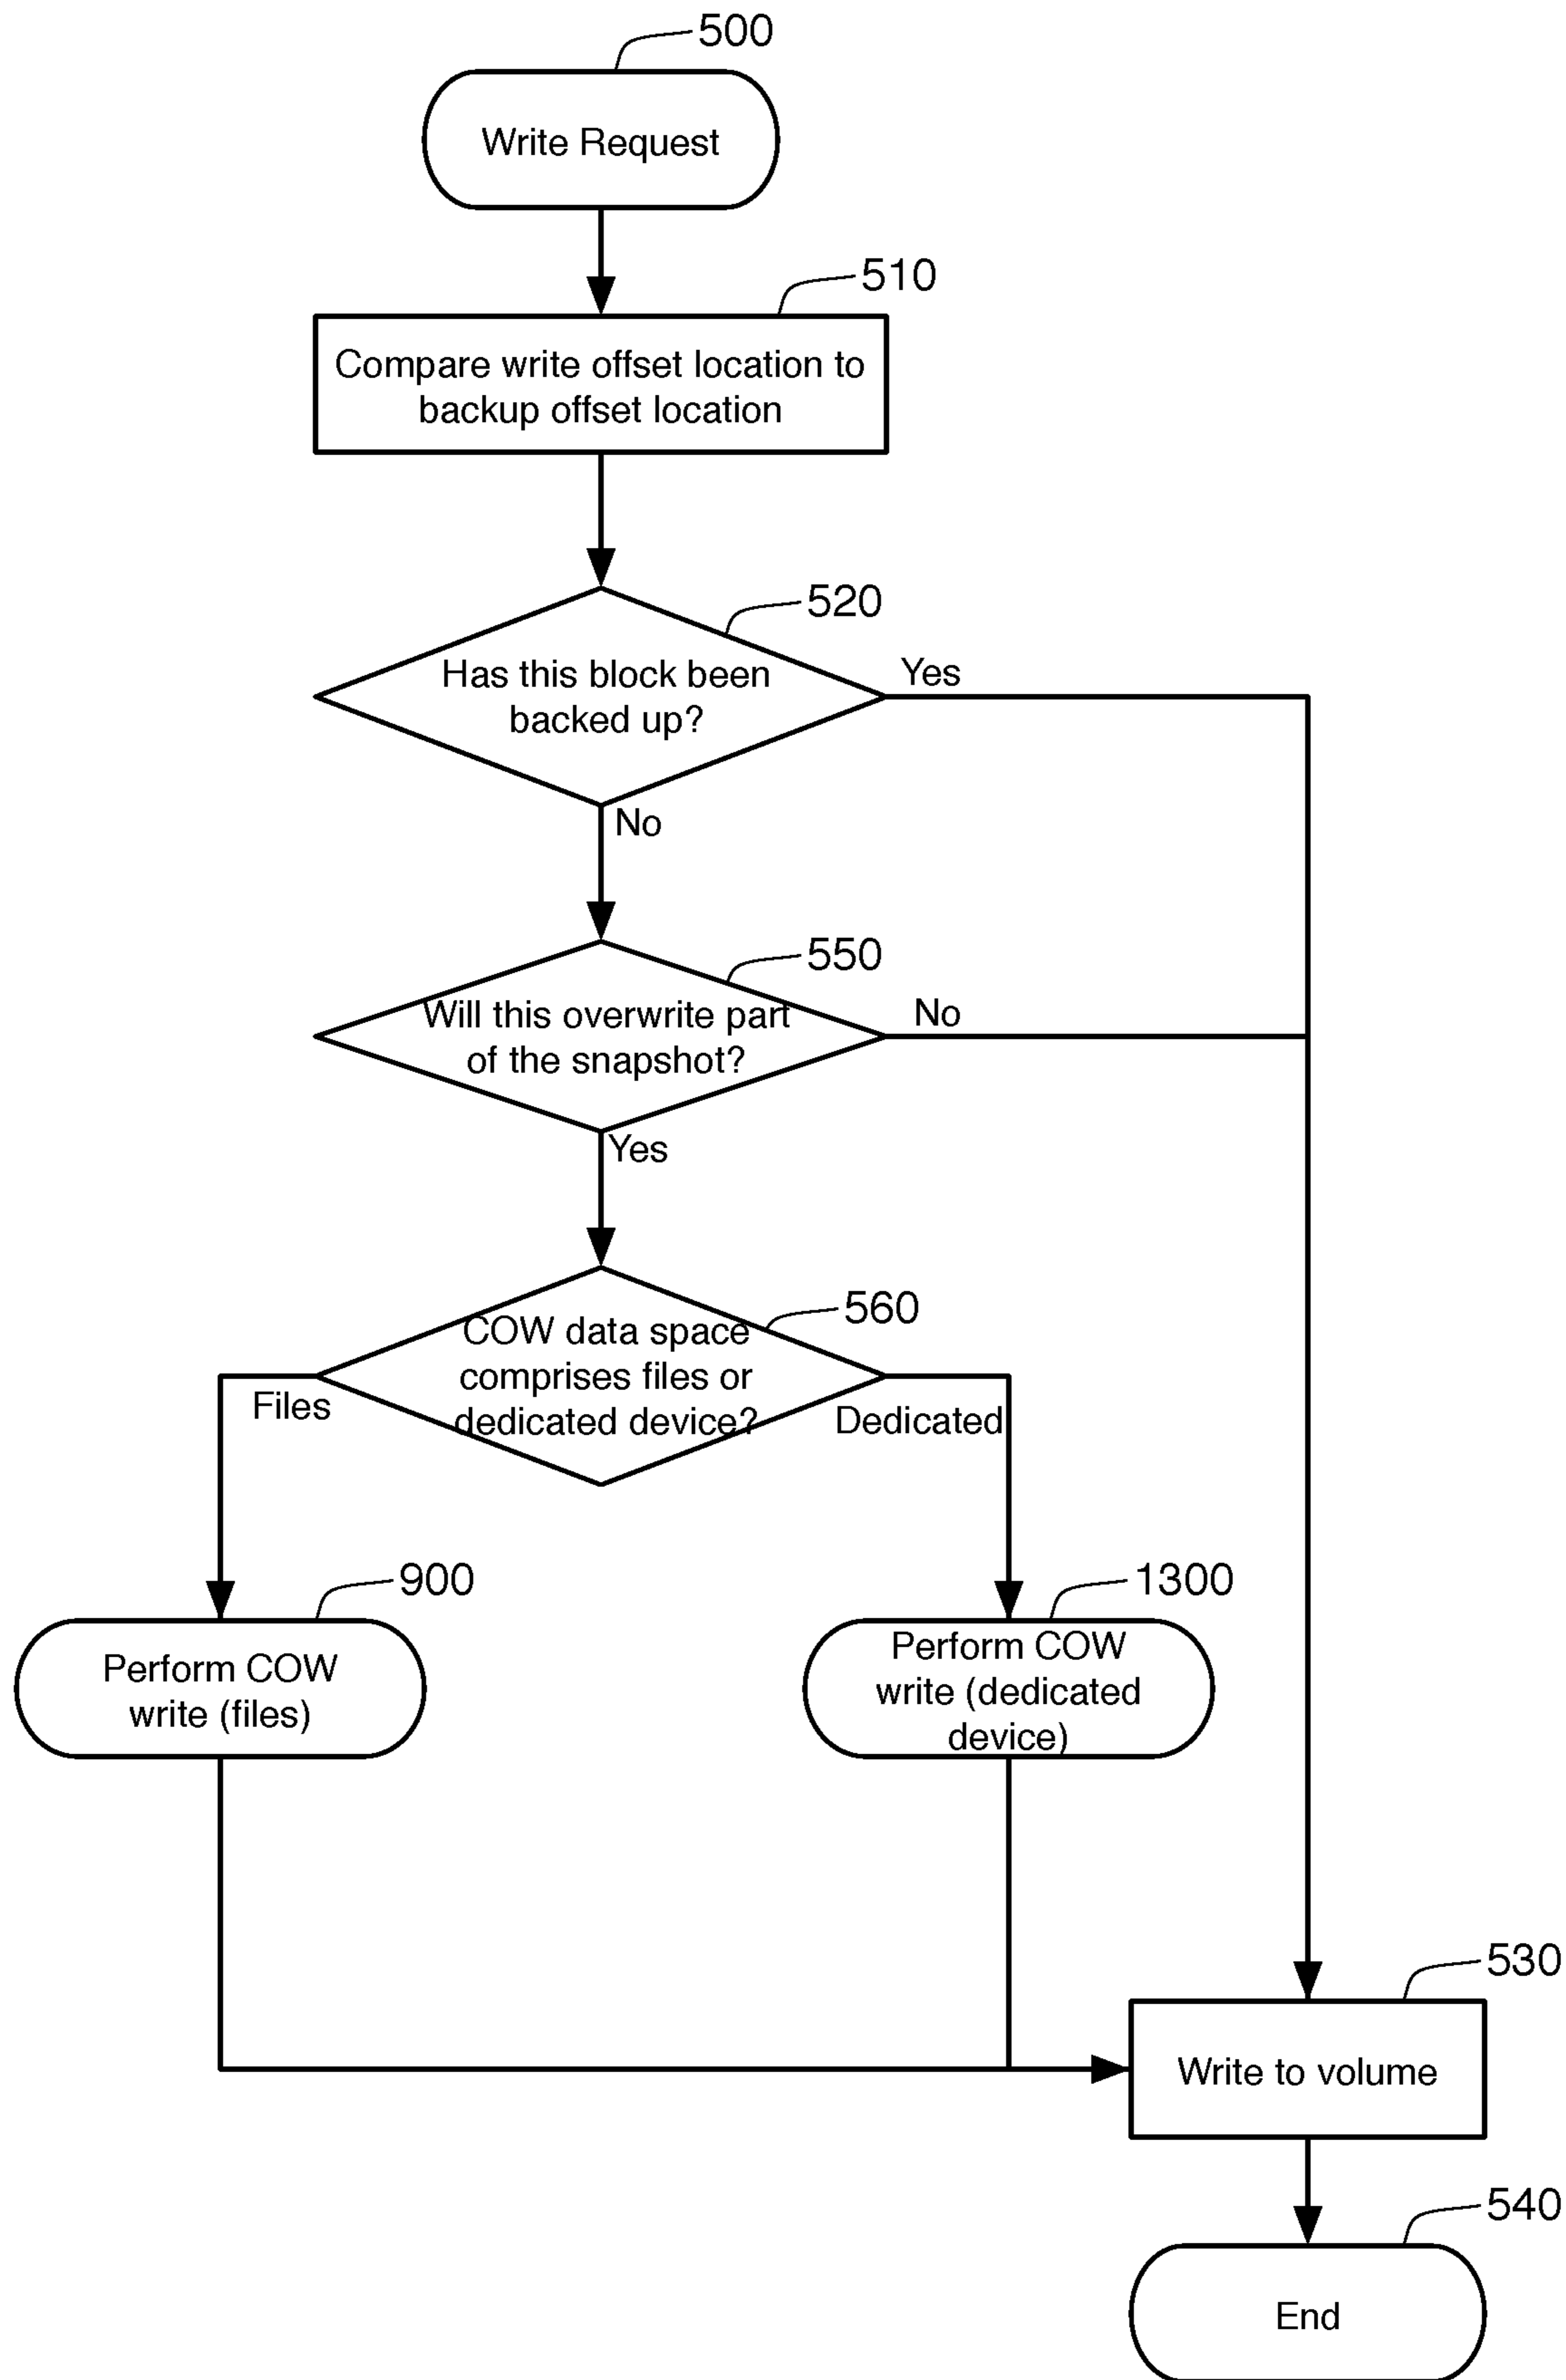 500
Write Request
510
Compare write offset location to
backup offset location
520
Has this block been
backed up?
Yes
No
550
Will this overwrite part
of the snapshot?
No
Yes
560
COW data space
comprises files or
dedicated device?
Files
Dedicated
900
Perform COW
write (files)
1300
Perform COW
write (dedicated
device)
530
Write to volume
540
End